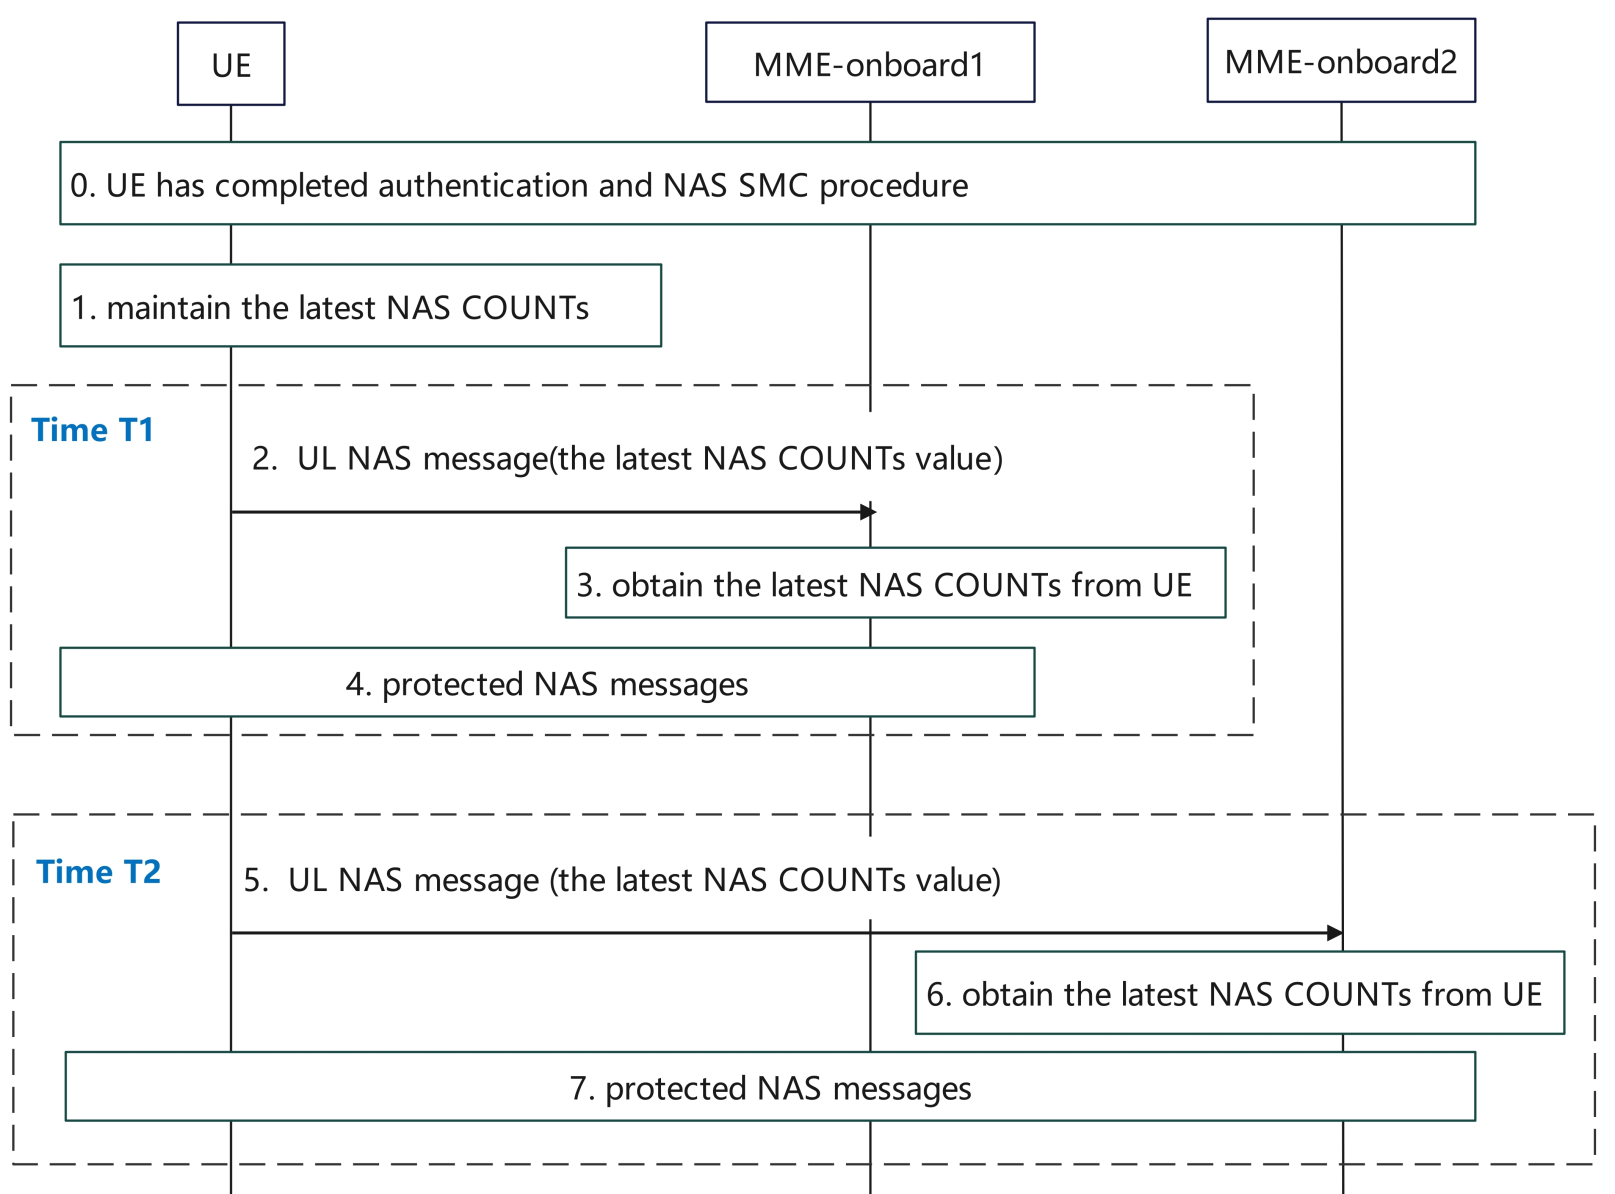 UE
MME-onboard1
MME-onboard2
0. UE has completed authentication and NAS SMC procedure
1. maintain the latest NAS COUNTs
Time T1
2. UL NAS message(the latest NAS COUNTs value)
3. obtain the latest NAS COUNTs from UE
4. protected NAS messages
Time T2
5. UL NAS message (the latest NAS COUNTs value)
6. obtain the latest NAS COUNTs from UE
7. protected NAS messages